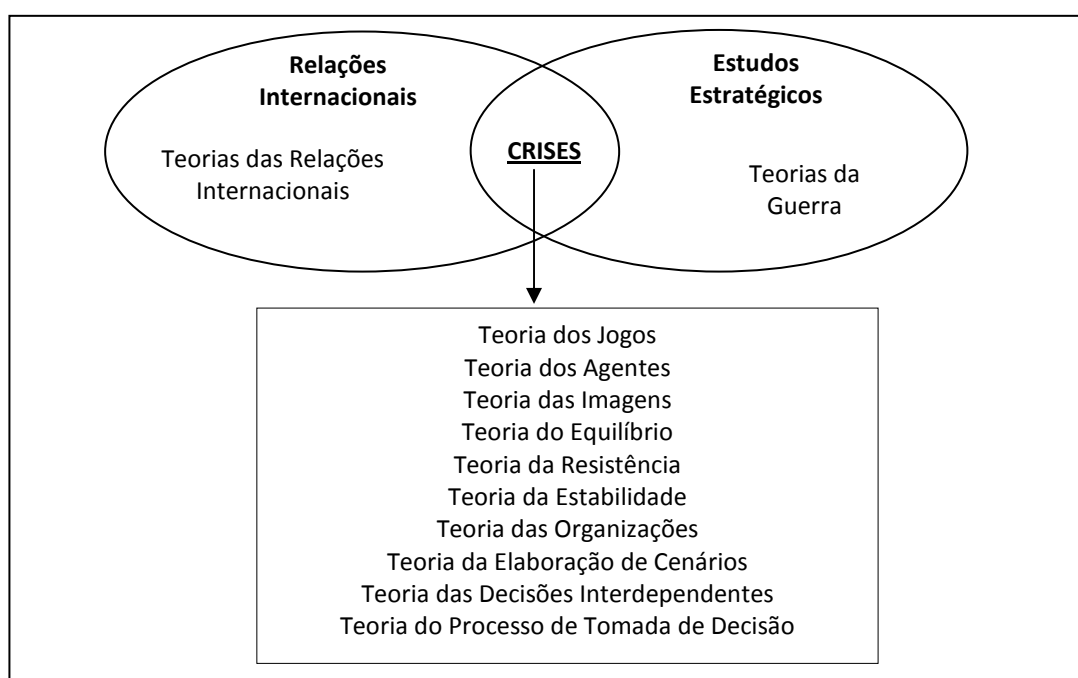 Relações
Internacionais
Teorias das Relações
Internacionais
CRISES
Estudos
Estratégicos
Teorias da
Guerra
Teoria dos Jogos
Teoria dos Agentes
Teoria das Imagens
Teoria do Equilíbrio
Teoria da Resistência
Teoria da Estabilidade
Teoria das Organizações
Teoria da Elaboração de Cenários
Teoria das Decisões Interdependentes
Teoria do Processo de Tomada de Decisão